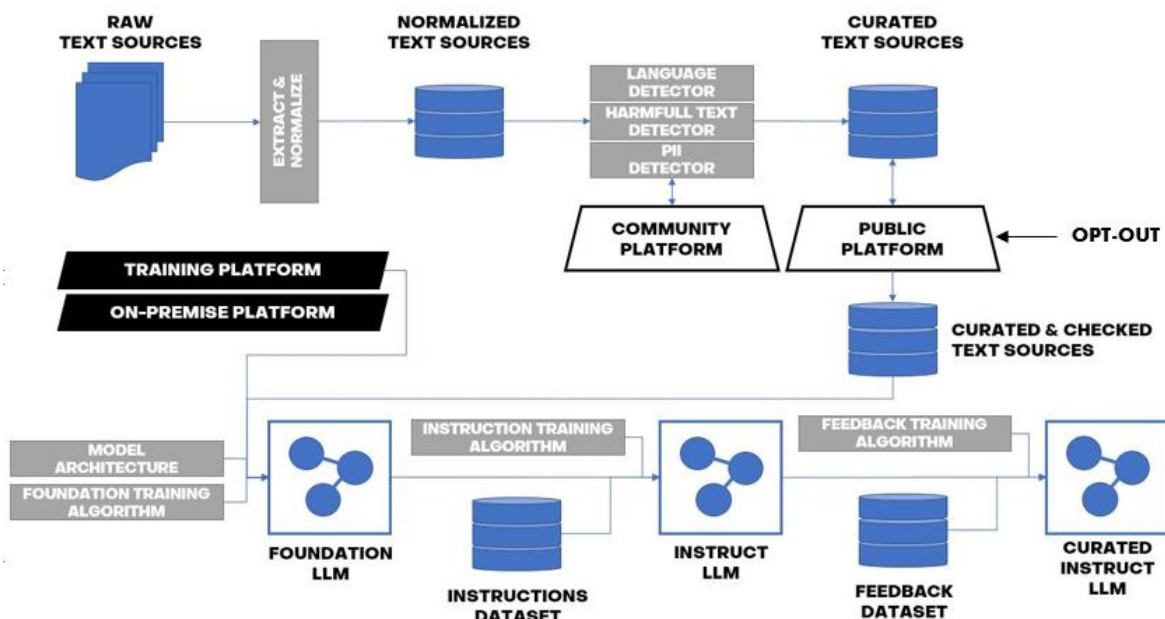 RAW
TEXT SOURCES
NORMALIZED
TEXT SOURCES
CURATED
TEXT SOURCES
EXTRACT &
NORMALIZE
LANGUAGE
DETECTOR
HARMFULL TEXT
DETECTOR
PII
DETECTOR
COMMUNITY
PLATFORM
PUBLIC
PLATFORM
OPT-OUT
TRAINING PLATFORM
ON-PREMISE PLATFORM
CURATED & CHECKED
TEXT SOURCES
MODEL
ARCHITECTURE
FOUNDATION TRAINING
ALGORITHM
FOUNDATION
LLM
INSTRUCTION TRAINING
ALGORITHM
INSTRUCTIONS
DATASET
INSTRUCT
LLM
FEEDBACK TRAINING
ALGORITHM
FEEDBACK
DATASET
CURATED
INSTRUCT
LLM